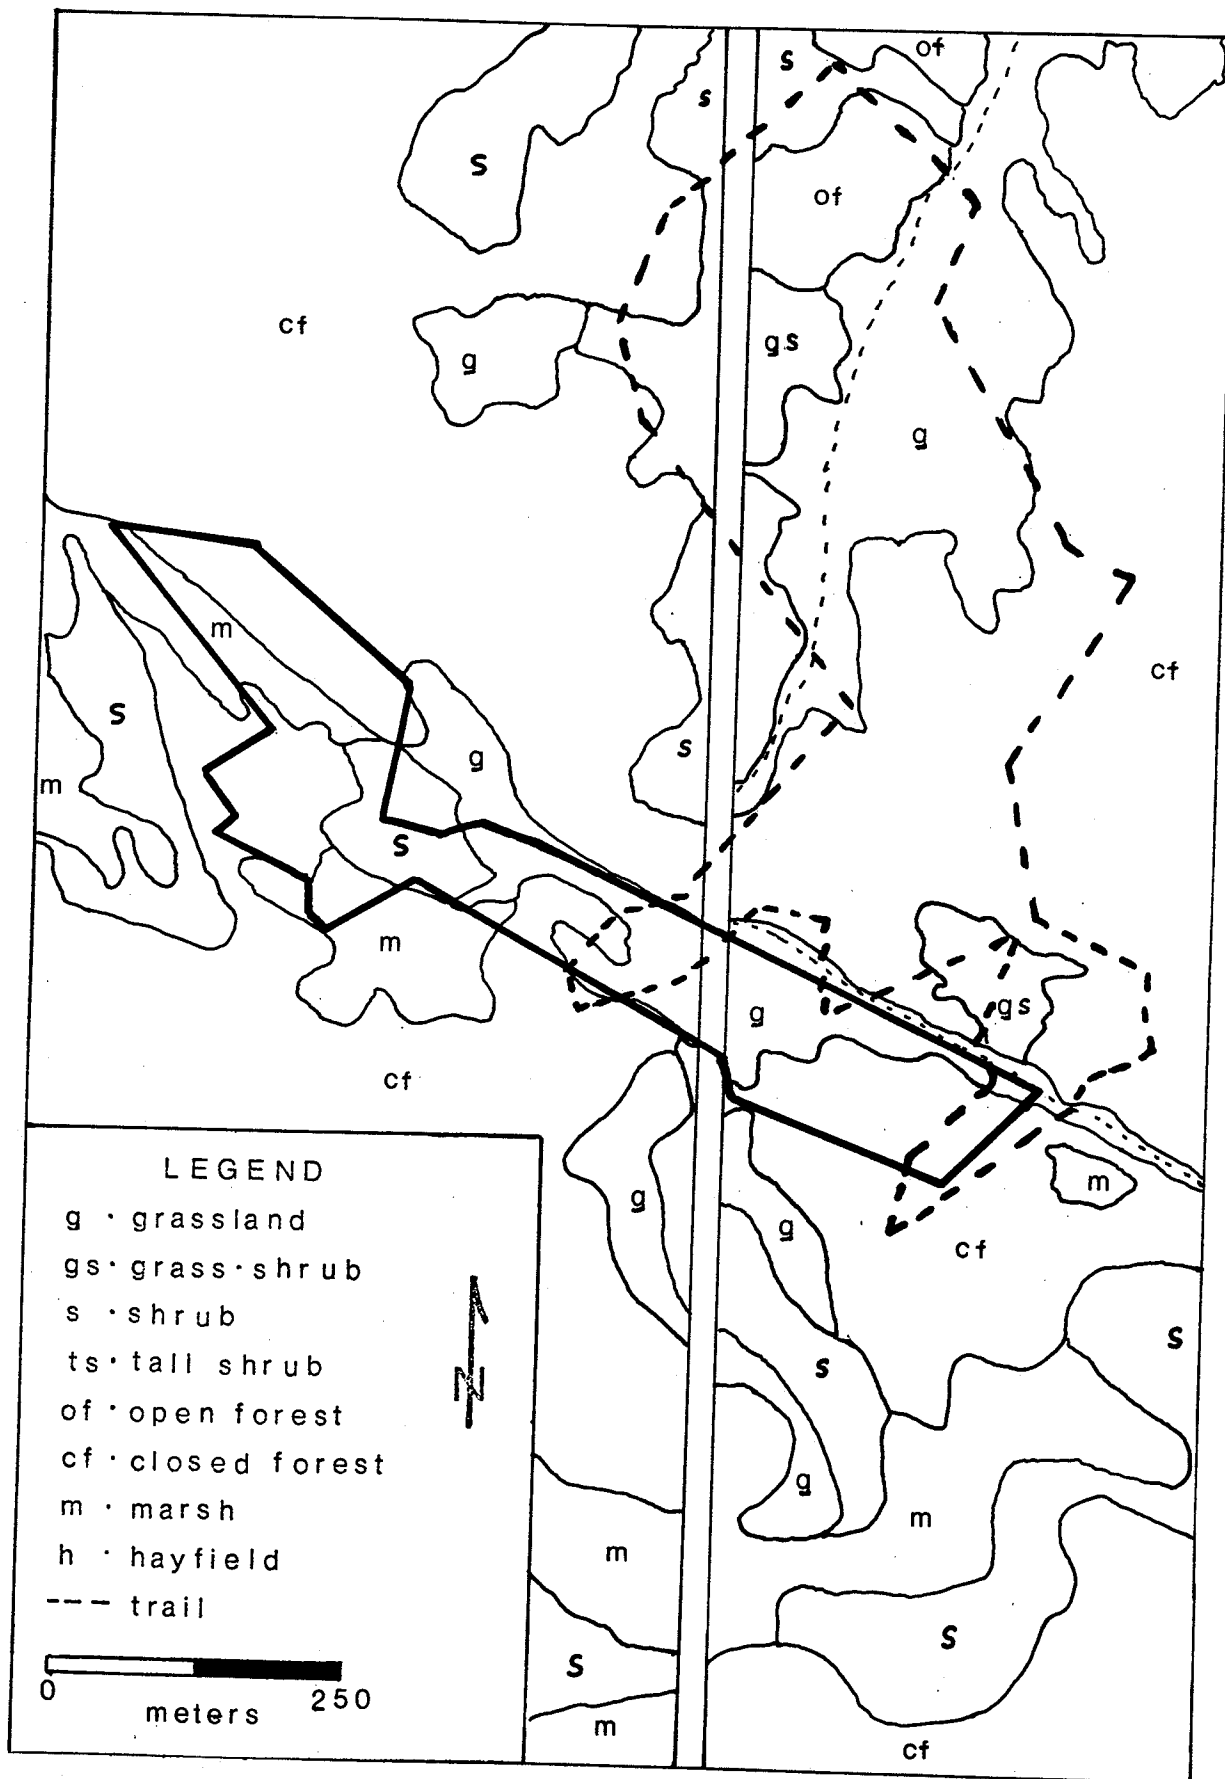 of
s
s
s
of
cf
gs
g
g
m
cf
s
s
g
m
s
m
gs
g
cf
m
g
g
cf
s
s
g
m
m
s
s
m
cf
LEGEND
g · grassland
gs · grass·shrub
s · shrub
ts · tall shrub
of · open forest
cf · closed forest
m · marsh
h · hayfield
--- trail
N
0 250
meters